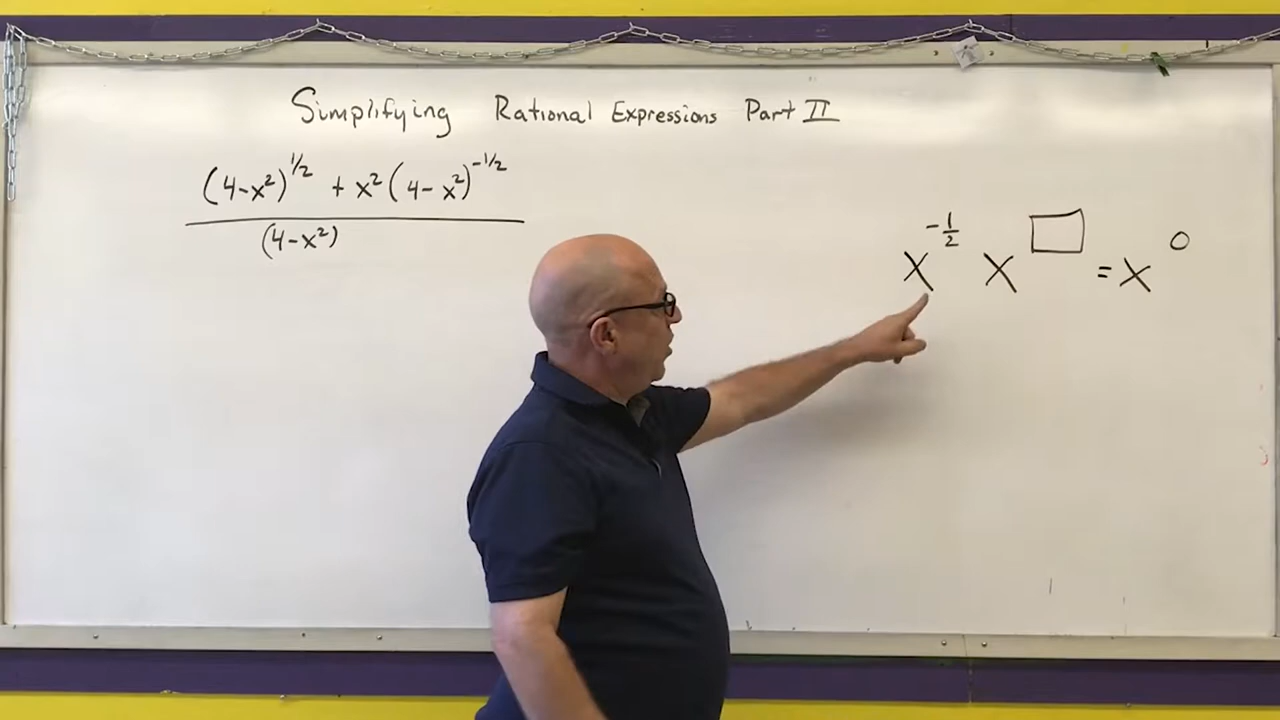 Simplifying Rational Expressions Part II
(4-x²)^1/2 + x²(4-x²)^-1/2
(4-x²)
x^-1/2 x^□ = x^0